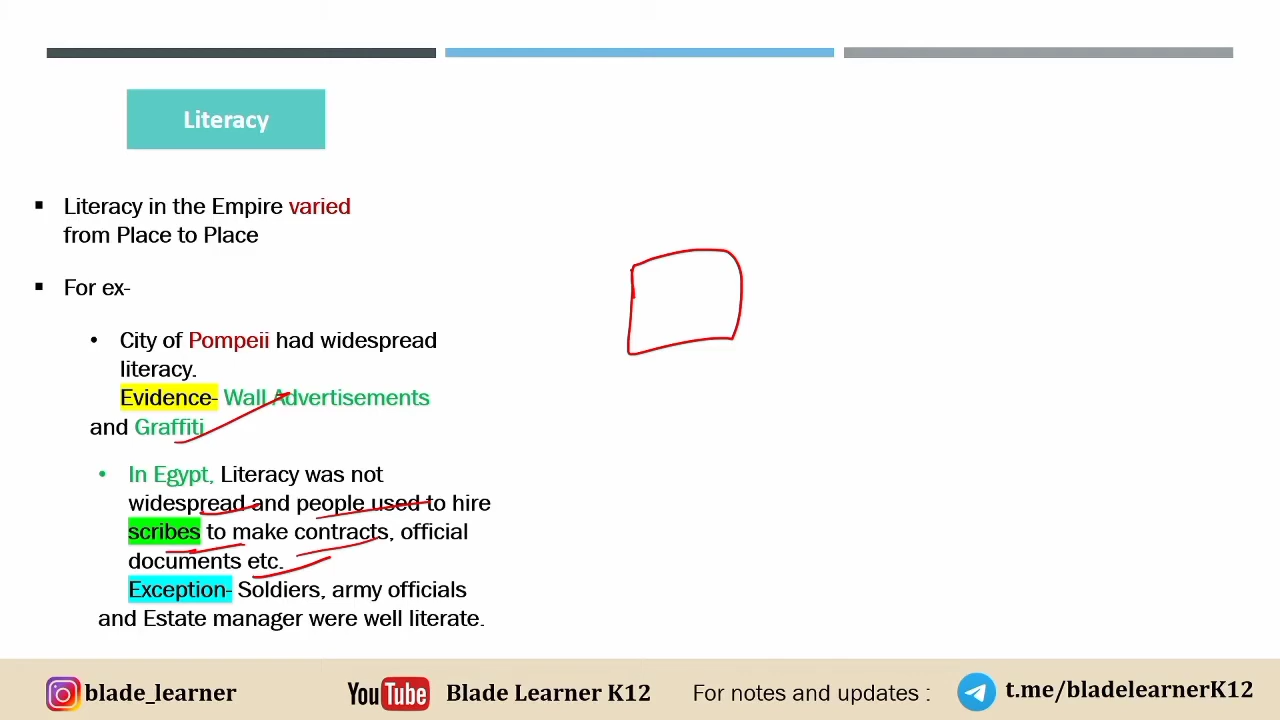 Literacy
▪ Literacy in the Empire varied
from Place to Place
▪ For ex-
• City of Pompeii had widespread
literacy.
Evidence- Wall Advertisements
and Graffiti
• In Egypt, Literacy was not
widespread and people used to hire
scribes to make contracts, official
documents etc.
Exception- Soldiers, army officials
and Estate manager were well literate.
blade_learner YouTube Blade Learner K12 For notes and updates : t.me/bladelearnerK12